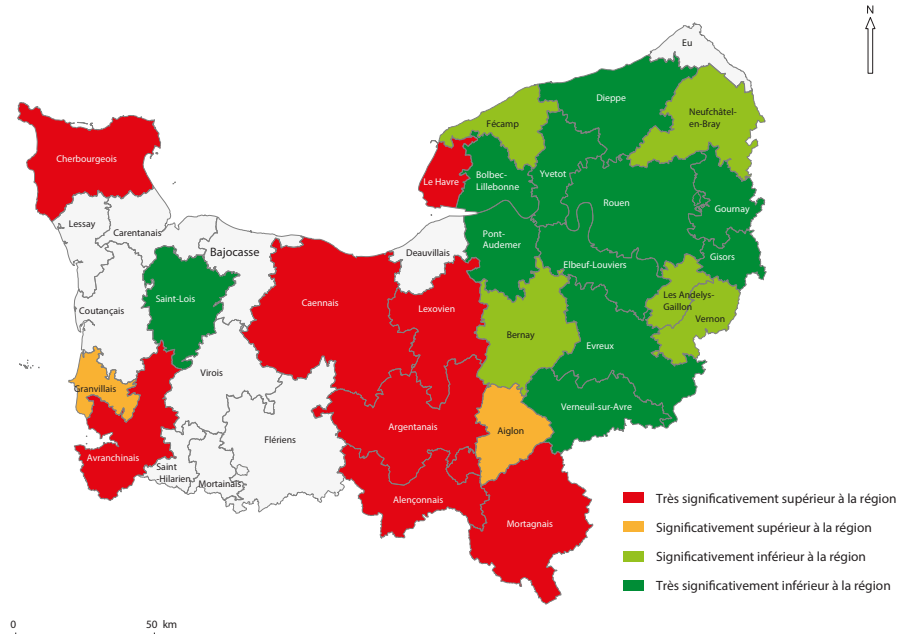 N
Eu
Dieppe
Neufchâtel-
en-Bray
Fécamp
Cherbourgeois
Le Havre
Bolbec-
Lillebonne
Yvetot
Rouen
Gournay
Lessay
Carentanais
Bajocasse
Deauvillais
Pont-
Audemer
Elbeuf-Louviers
Gisors
Saint-Lois
Caennais
Lexovien
Les Andelys-
Gaillon
Vernon
Coutançais
Bernay
Evreux
Virois
Granvillais
Verneuil-sur-Avre
Argentanais
Aiglon
Flériens
Avranchinais
Saint
Hilarien
Mortainais
Alençonnais
Mortagnais
Très significativement supérieur à la région
Significativement supérieur à la région
Significativement inférieur à la région
Très significativement inférieur à la région
0 50 km